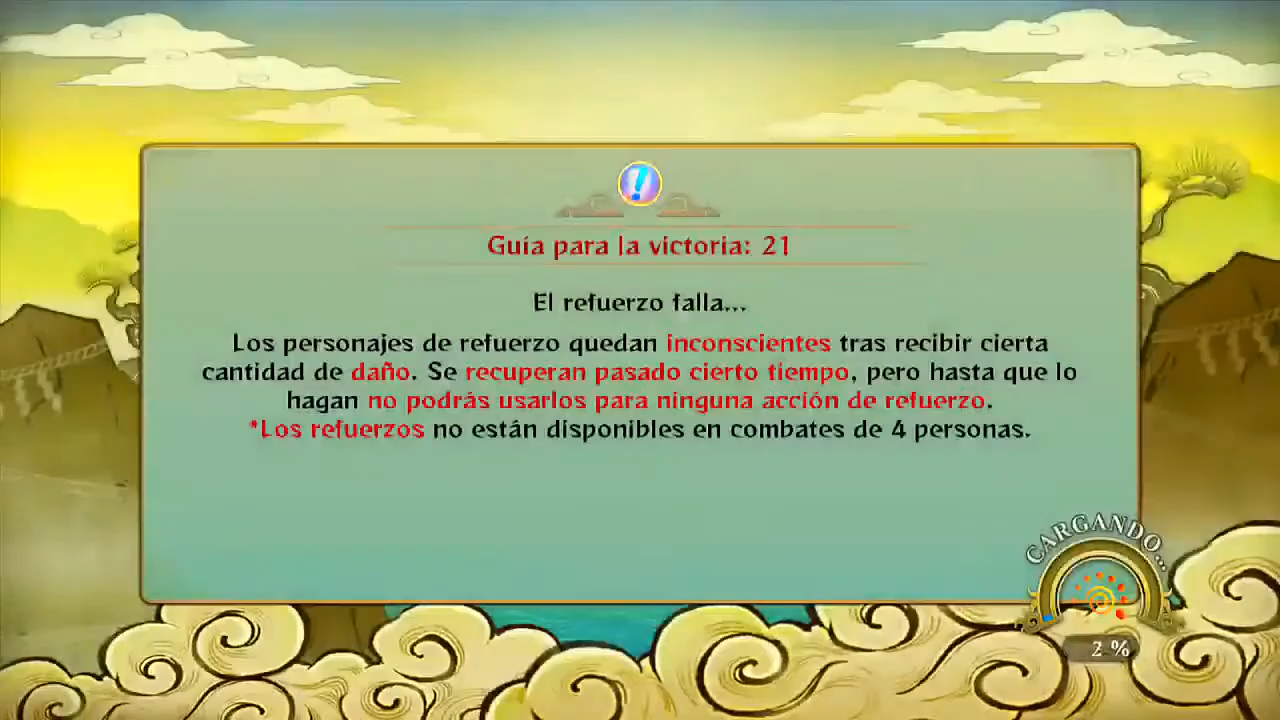 Guía para la victoria: 21
El refuerzo falla...
Los personajes de refuerzo quedan inconscientes tras recibir cierta
cantidad de daño. Se recuperan pasado cierto tiempo, pero hasta que lo
hagan no podrás usarlos para ninguna acción de refuerzo.
*Los refuerzos no están disponibles en combates de 4 personas.
CARGANDO...
2 %